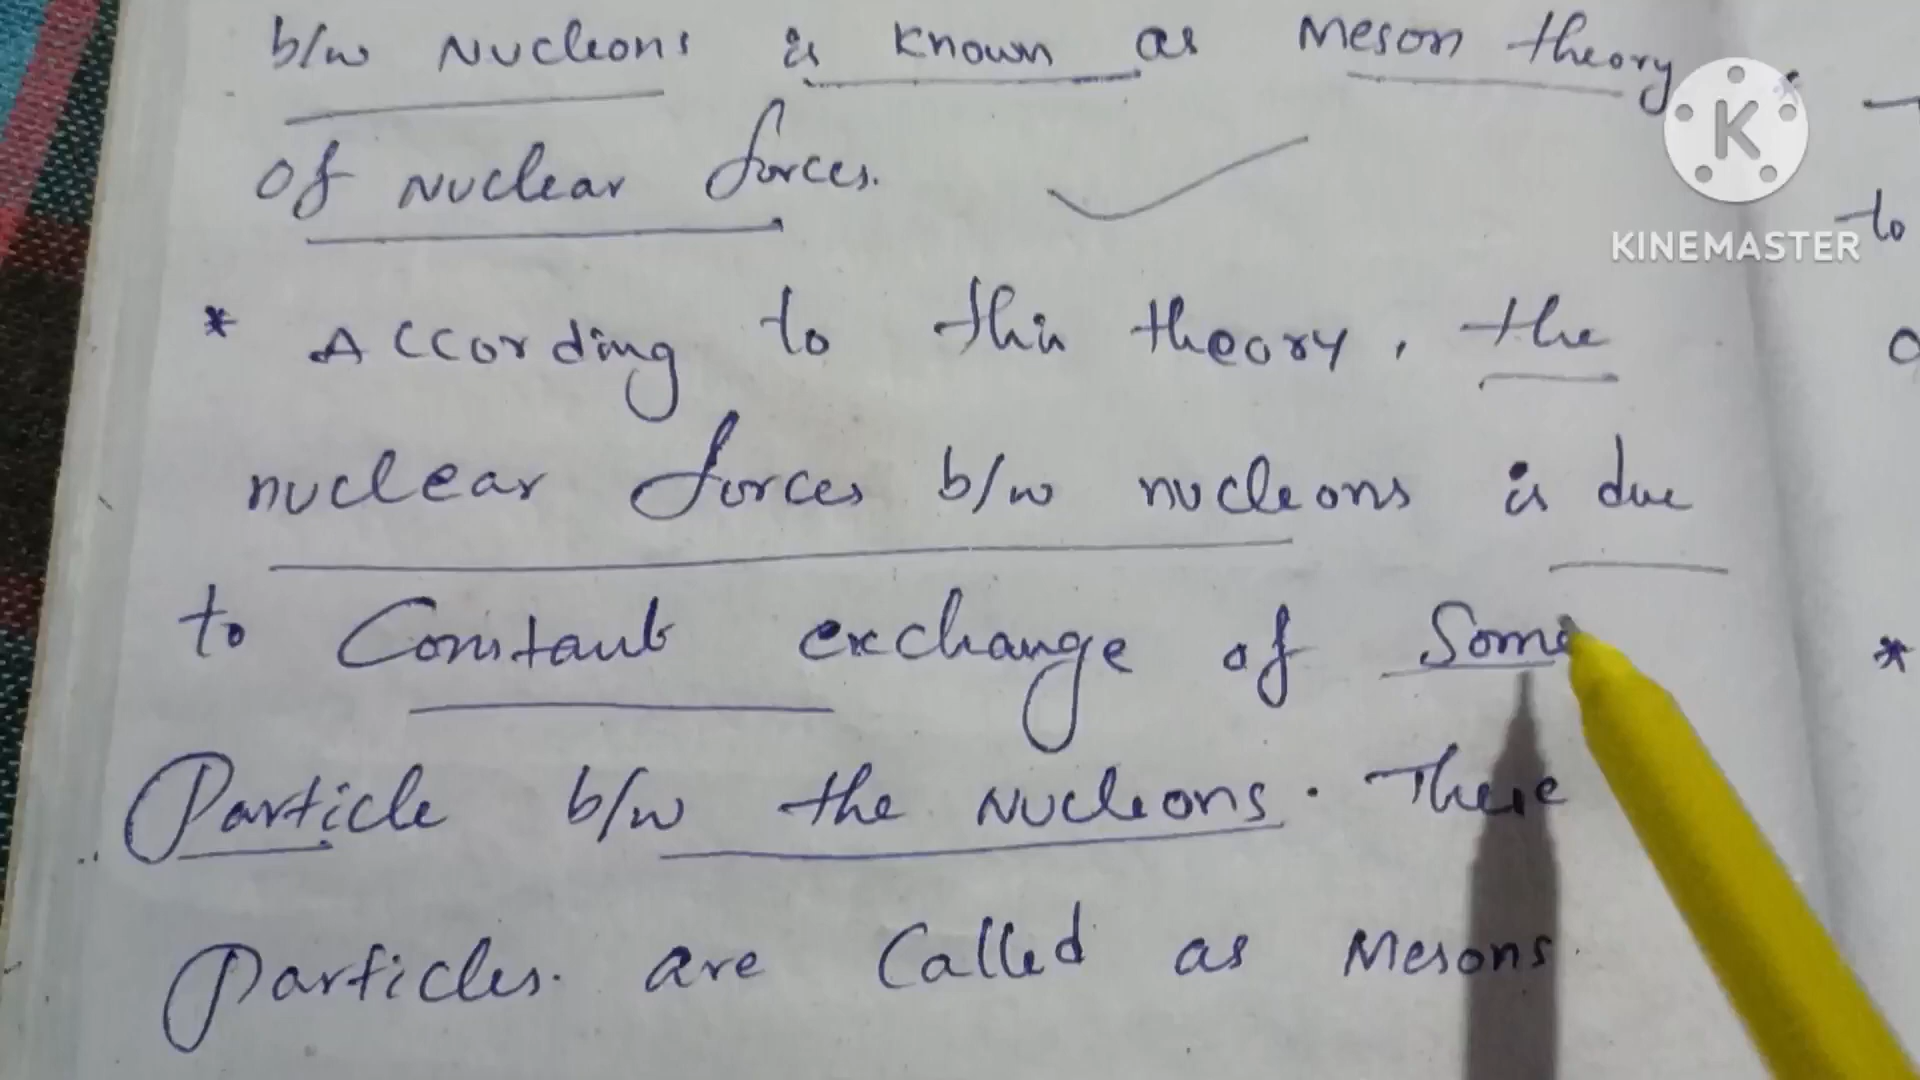 b/w Nucleons is known as Meson theory
of Nuclear forces.
* According to this theory, the
nuclear forces b/w nucleons is due
to Constant exchange of Some
Particle b/w the Nucleons. These
Particles. are Called as Mesons.
K
KINEMASTER
to
*